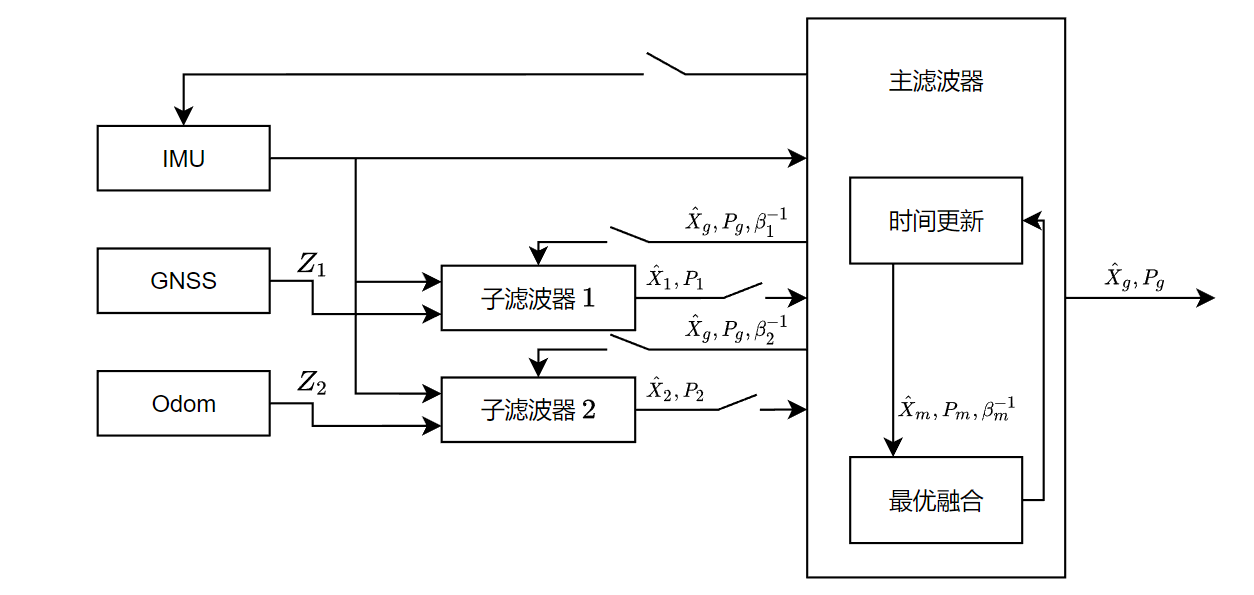 主滤波器
IMU
时间更新
$\hat{X}_g, P_g, \beta_1^{-1}$
GNSS
$Z_1$
子滤波器 1
$\hat{X}_1, P_1$
$\hat{X}_g, P_g$
$\hat{X}_g, P_g, \beta_2^{-1}$
Odom
$Z_2$
子滤波器 2
$\hat{X}_2, P_2$
$\hat{X}_m, P_m, \beta_m^{-1}$
最优融合